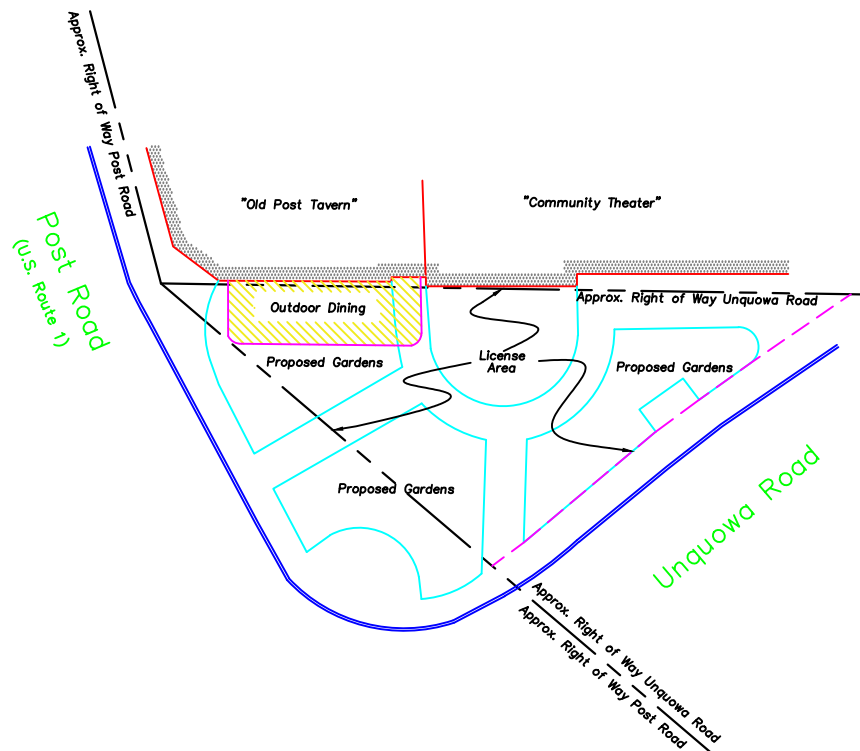 Approx. Right of Way Post Road
"Old Post Tavern"
"Community Theater"
Post Road
(U.S. Route 1)
Outdoor Dining
Approx. Right of Way Unquowa Road
Proposed Gardens
License
Area
Proposed Gardens
Proposed Gardens
Unquowa Road
Approx. Right of Way Unquowa Road
Approx. Right of Way Post Road